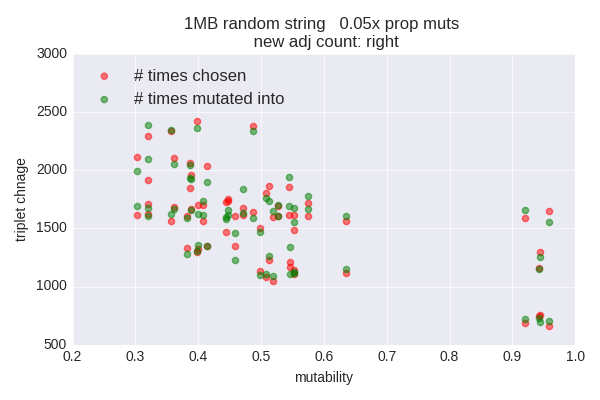 1MB random string 0.05x prop muts
new adj count: right
3000
# times chosen
# times mutated into
2500
2000
triplet chnage
1500
1000
500
0.2 0.3 0.4 0.5 0.6 0.7 0.8 0.9 1.0
mutability